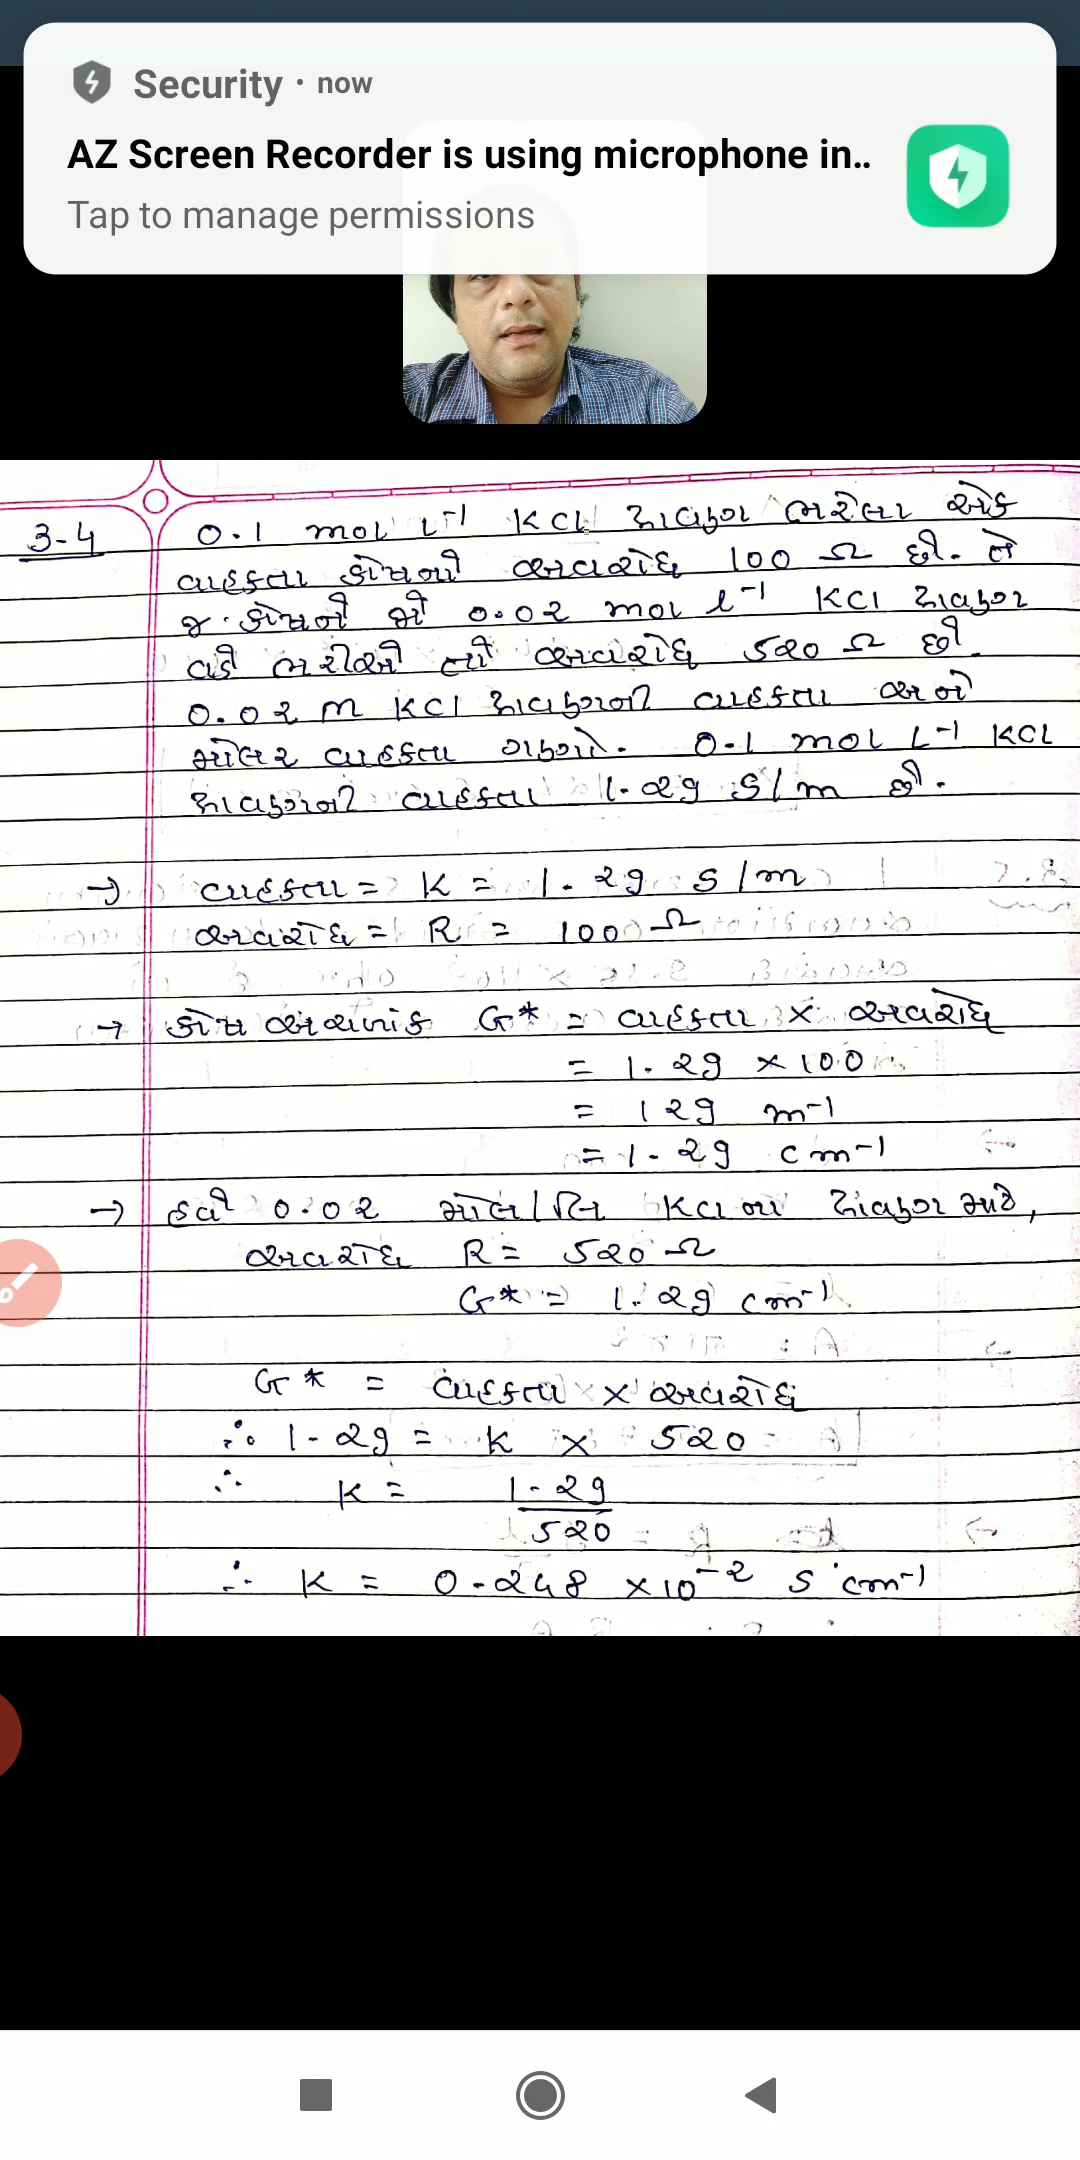 Security · now
AZ Screen Recorder is using microphone in..
Tap to manage permissions
3-4 0.1 mol L⁻¹ KCl દ્રાવણ ભરેલા એક
વાહકતા કોષનો અવરોધ 100 Ω છે. તે
જ કોષને જો 0.02 mol l⁻¹ KCl દ્રાવણ
વડે ભરીએ તો અવરોધ 520 Ω છે.
0.02 M KCl દ્રાવણની વાહકતા અને
મોલર વાહકતા ગણો. 0.1 mol L⁻¹ KCL
દ્રાવણની વાહકતા 1.29 S/m છે.
→ વાહકતા = K = 1.29 S/m
અવરોધ = R = 100 Ω
→ કોષ અચળાંક G* = વાહકતા × અવરોધ
= 1.29 × 100
= 129 m⁻¹
= 1.29 cm⁻¹
→ હવે 0.02 મોલ/લિ KCl ના દ્રાવણ માટે,
અવરોધ R = 520 Ω
G* = 1.29 cm⁻¹
G* = વાહકતા × અવરોધ
∴ 1.29 = K × 520
∴ K = 1.29
520
∴ K = 0.248 × 10⁻² S cm⁻¹